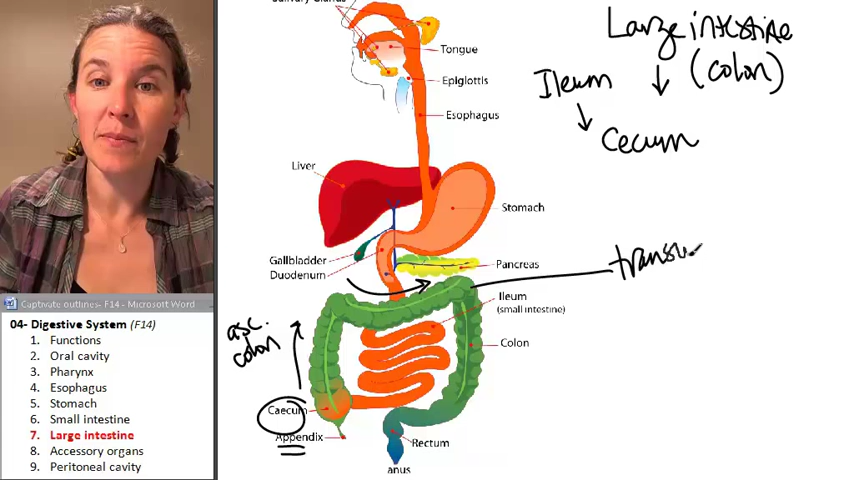 Salivary Glands
Tongue
Epiglottis
Esophagus
Liver
Stomach
Gallbladder
Duodenum
Pancreas
Ileum
(small intestine)
Colon
Caecum
Appendix
Rectum
anus
Large intestine
(colon)
Ileum
Cecum
transv
asc.
colon
Captivate outlines- F14 - Microsoft Word
04- Digestive System (F14)
1. Functions
2. Oral cavity
3. Pharynx
4. Esophagus
5. Stomach
6. Small intestine
7. Large intestine
8. Accessory organs
9. Peritoneal cavity